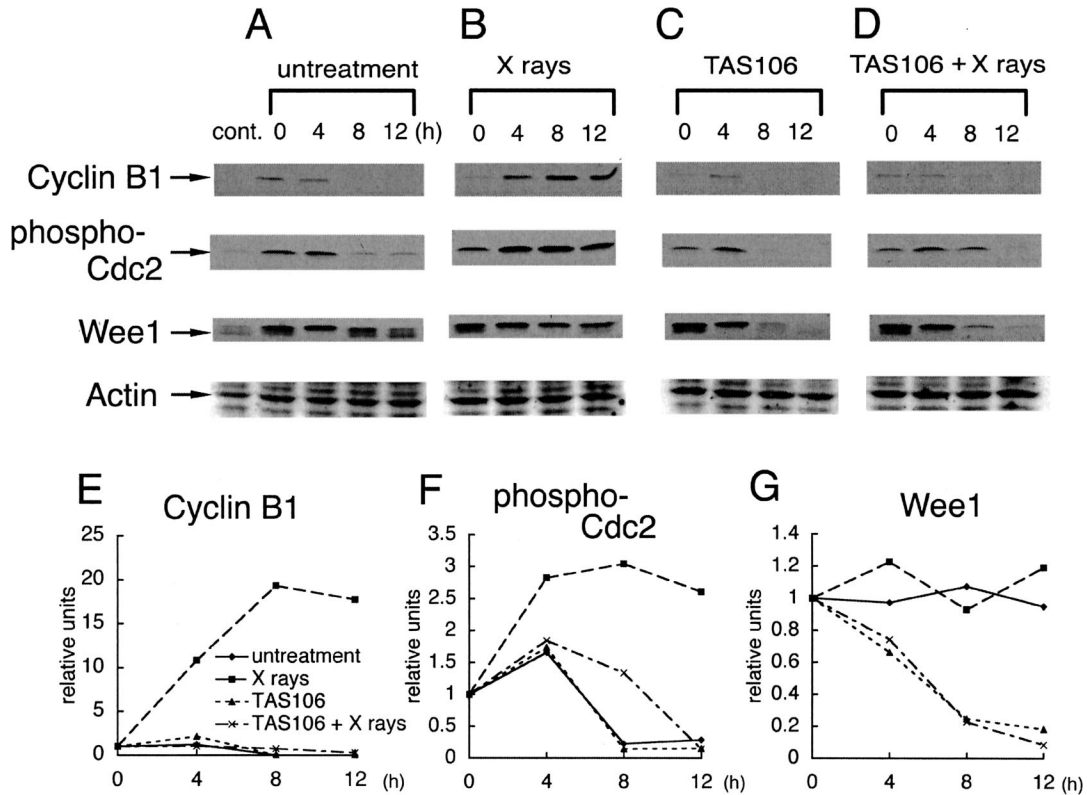 A B C D
untreatment X rays TAS106 TAS106 + X rays
cont. 0 4 8 12 (h) 0 4 8 12 0 4 8 12 0 4 8 12
Cyclin B1
phospho-
Cdc2
Wee1
Actin
E
Cyclin B1
25
20
15
10
5
1
0
relative units
0 4 8 12 (h)
untreatment
X rays
TAS106
TAS106 + X rays
F
phospho-
Cdc2
3.5
3
2.5
2
1.5
1
0.5
0
relative units
0 4 8 12 (h)
G
Wee1
1.4
1.2
1
0.8
0.6
0.4
0.2
0
relative units
0 4 8 12 (h)